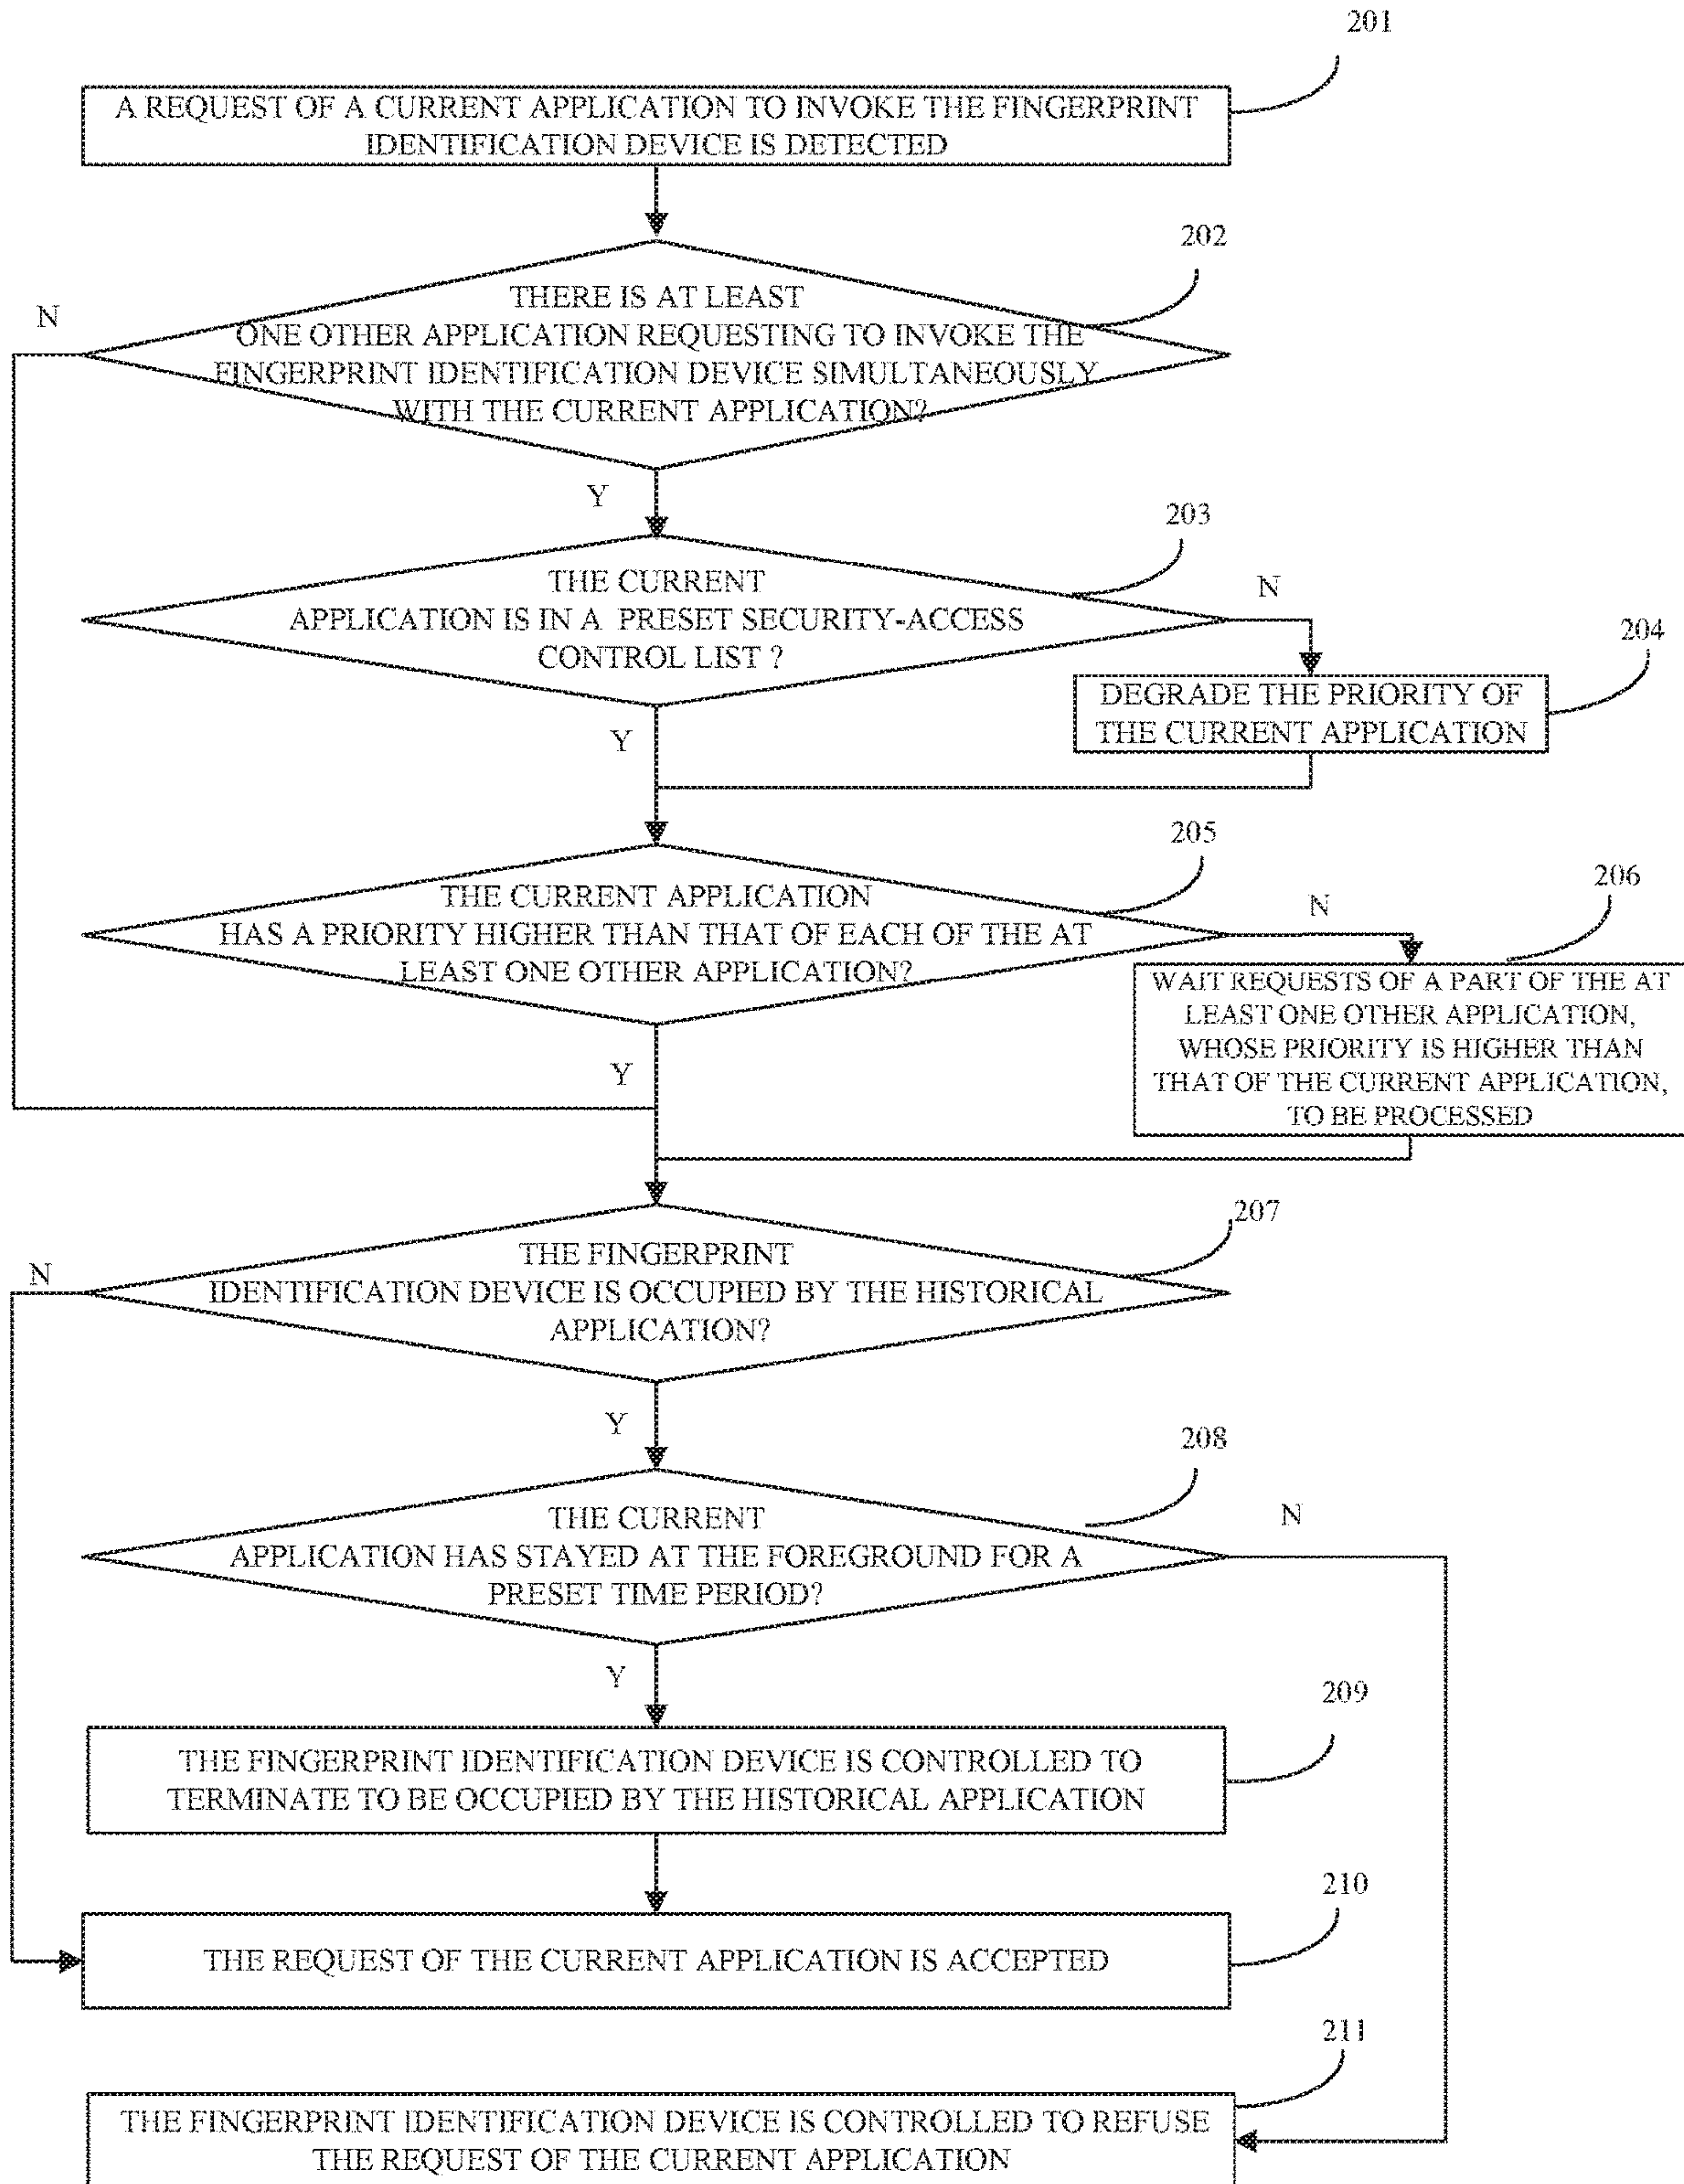 201
A REQUEST OF A CURRENT APPLICATION TO INVOKE THE FINGERPRINT
IDENTIFICATION DEVICE IS DETECTED
202
N
THERE IS AT LEAST
ONE OTHER APPLICATION REQUESTING TO INVOKE THE
FINGERPRINT IDENTIFICATION DEVICE SIMULTANEOUSLY
WITH THE CURRENT APPLICATION?
Y
203
THE CURRENT
APPLICATION IS IN A PRESET SECURITY-ACCESS
CONTROL LIST ?
N
204
DEGRADE THE PRIORITY OF
THE CURRENT APPLICATION
Y
205
THE CURRENT APPLICATION
HAS A PRIORITY HIGHER THAN THAT OF EACH OF THE AT
LEAST ONE OTHER APPLICATION?
N
206
WAIT REQUESTS OF A PART OF THE AT
LEAST ONE OTHER APPLICATION,
WHOSE PRIORITY IS HIGHER THAN
THAT OF THE CURRENT APPLICATION,
TO BE PROCESSED
Y
207
N
THE FINGERPRINT
IDENTIFICATION DEVICE IS OCCUPIED BY THE HISTORICAL
APPLICATION?
Y
208
THE CURRENT
APPLICATION HAS STAYED AT THE FOREGROUND FOR A
PRESET TIME PERIOD?
N
Y
209
THE FINGERPRINT IDENTIFICATION DEVICE IS CONTROLLED TO
TERMINATE TO BE OCCUPIED BY THE HISTORICAL APPLICATION
210
THE REQUEST OF THE CURRENT APPLICATION IS ACCEPTED
211
THE FINGERPRINT IDENTIFICATION DEVICE IS CONTROLLED TO REFUSE
THE REQUEST OF THE CURRENT APPLICATION